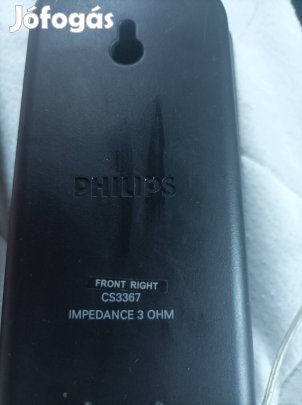 Jófogás
PHILIPS
FRONT RIGHT
CS3367
IMPEDANCE 3 OHM